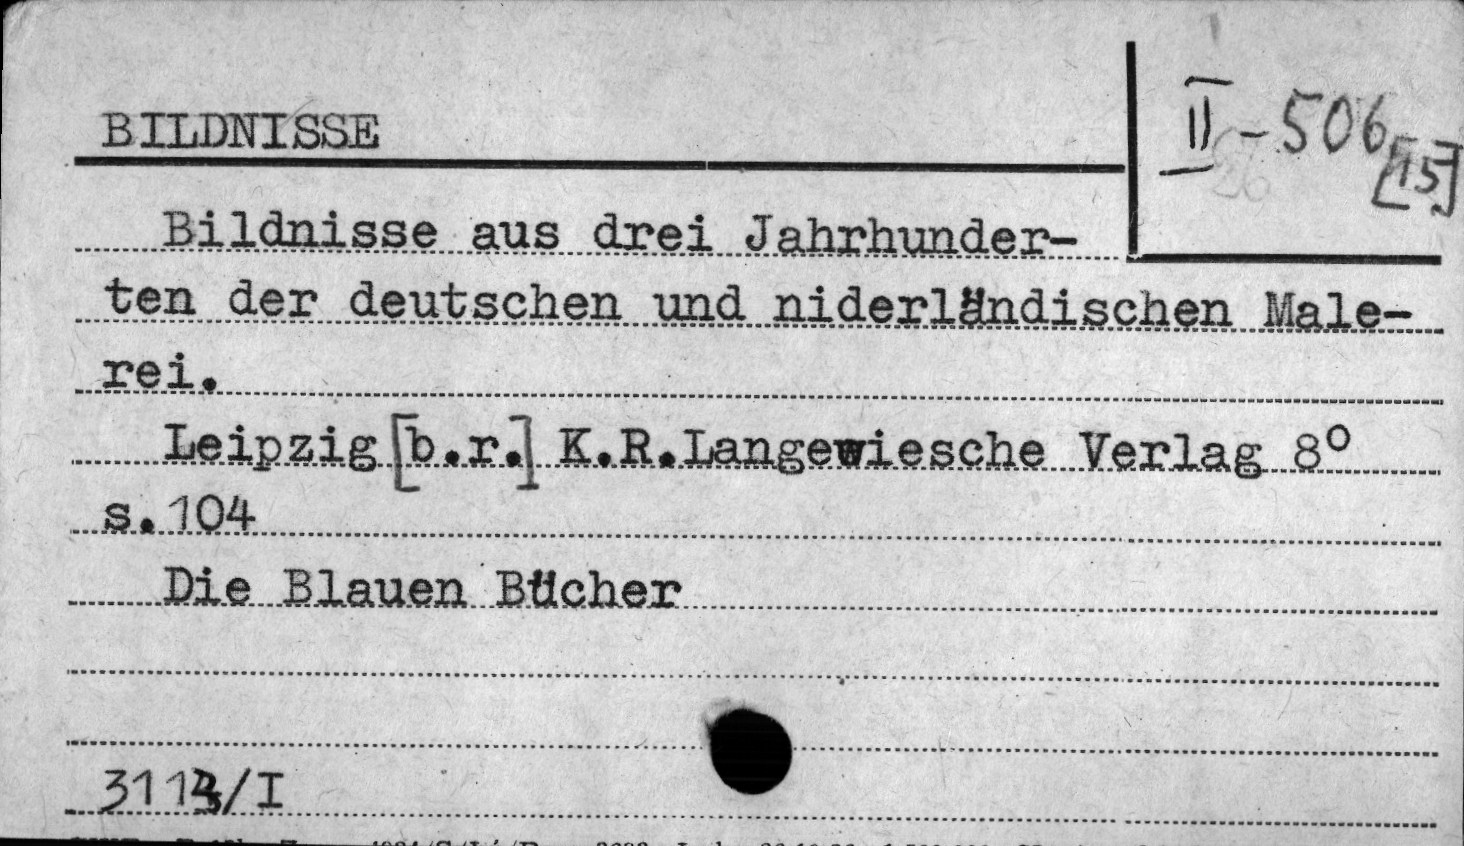 BILDNISSE
II-506
[15]
26
Bildnisse aus drei Jahrhunder-
ten der deutschen und niderländischen Male-
rei.
Leipzig [b.r.] K.R.Langewiesche Verlag 8°
s.104
Die Blauen Bücher
3113/I